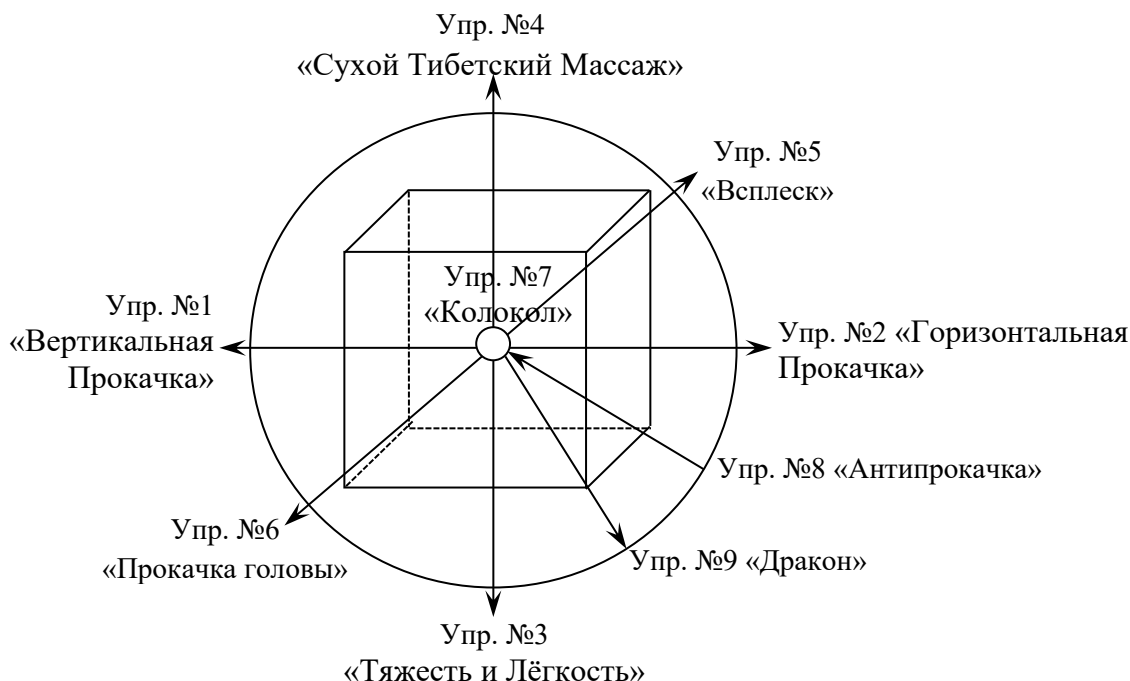 Упр. №4
«Сухой Тибетский Массаж»
Упр. №5
«Всплеск»
Упр. №7
«Колокол»
Упр. №1
«Вертикальная
Прокачка»
Упр. №2 «Горизонтальная
Прокачка»
Упр. №8 «Антипрокачка»
Упр. №6
«Прокачка головы»
Упр. №9 «Дракон»
Упр. №3
«Тяжесть и Лёгкость»